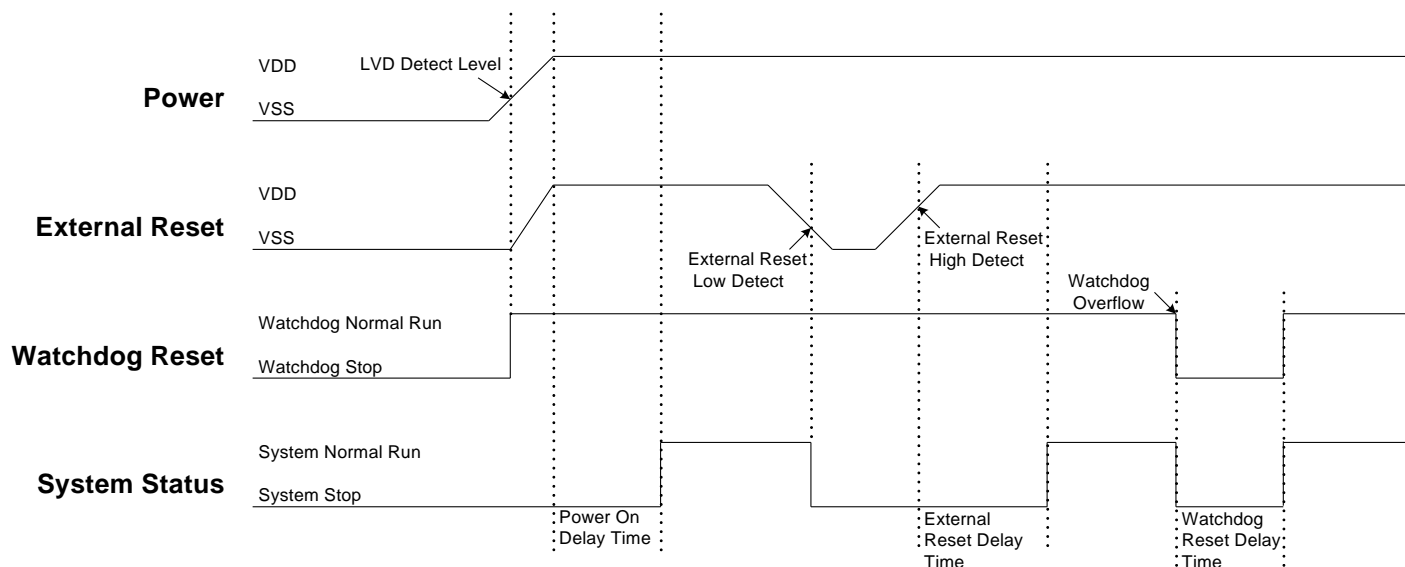 Power
VDD
LVD Detect Level
VSS
External Reset
VDD
VSS
External Reset
Low Detect
External Reset
High Detect
Watchdog
Overflow
Watchdog Reset
Watchdog Normal Run
Watchdog Stop
System Status
System Normal Run
System Stop
Power On
Delay Time
External
Reset Delay
Time
Watchdog
Reset Delay
Time